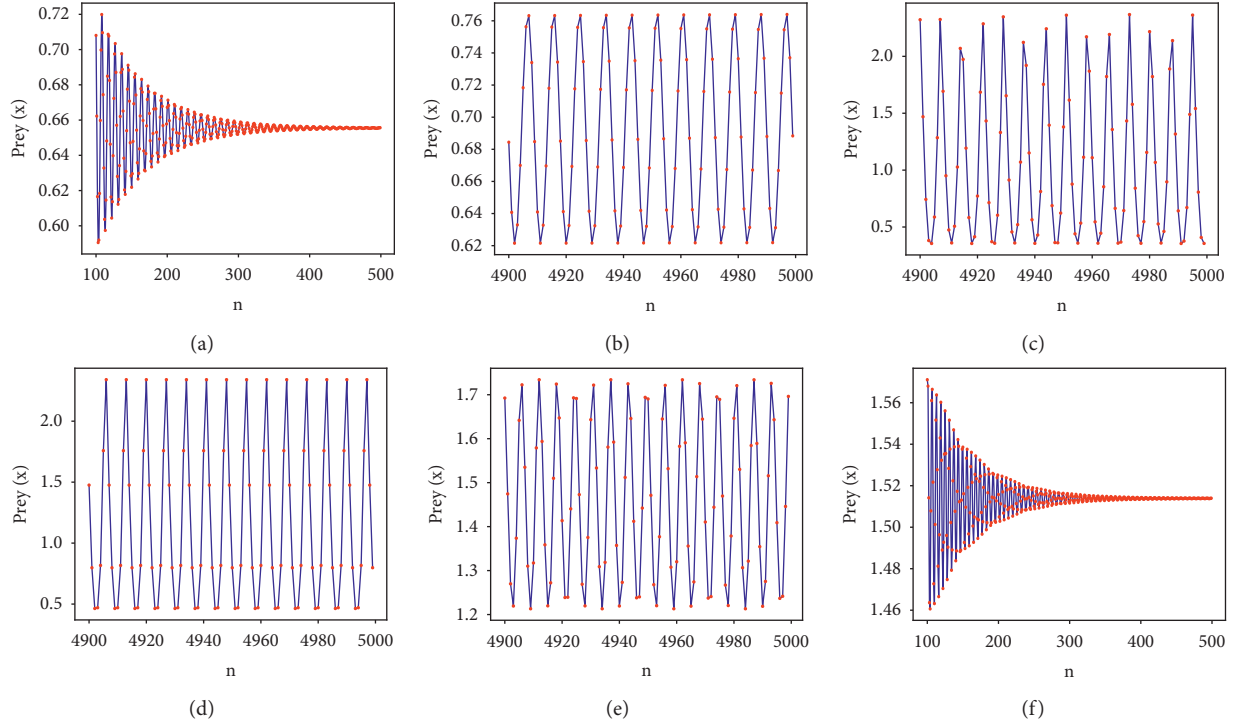 0.72
0.70
0.68
0.66
0.64
0.62
0.60
Prey (x)
100 200 300 400 500
n
(a)
0.76
0.74
0.72
0.70
0.68
0.66
0.64
0.62
Prey (x)
4900 4920 4940 4960 4980 5000
n
(b)
2.0
1.5
1.0
0.5
Prey (x)
4900 4920 4940 4960 4980 5000
n
(c)
2.0
1.5
1.0
0.5
Prey (x)
4900 4920 4940 4960 4980 5000
n
(d)
1.7
1.6
1.5
1.4
1.3
1.2
Prey (x)
4900 4920 4940 4960 4980 5000
n
(e)
1.56
1.54
1.52
1.50
1.48
1.46
Prey (x)
100 200 300 400 500
n
(f)